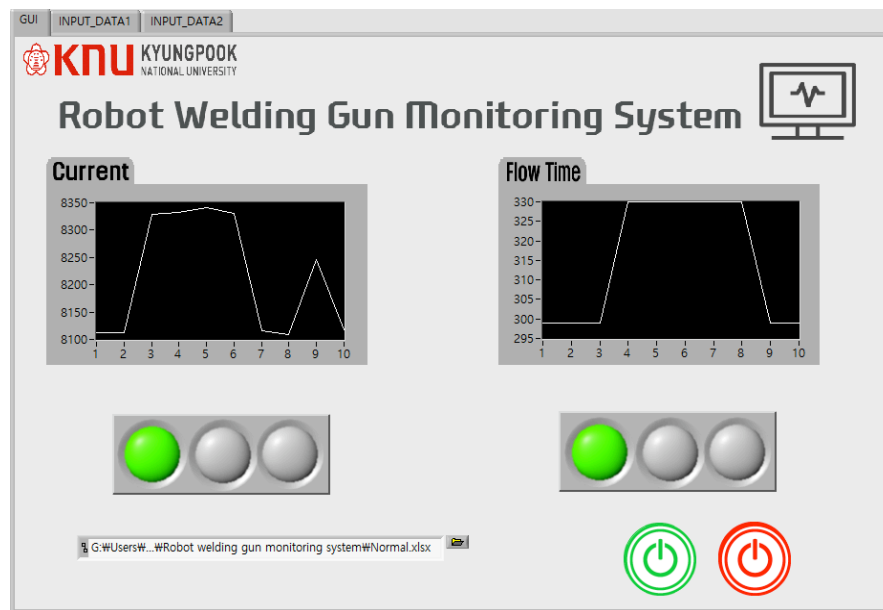 GUI INPUT_DATA1 INPUT_DATA2
KNU KYUNGPOOK
NATIONAL UNIVERSITY
Robot Welding Gun Monitoring System
Current
8350
8300
8250
8200
8150
8100
1 2 3 4 5 6 7 8 9 10
Flow Time
330
325
320
315
310
305
300
295
1 2 3 4 5 6 7 8 9 10
G:₩Users₩...₩Robot welding gun monitoring system₩Normal.xlsx